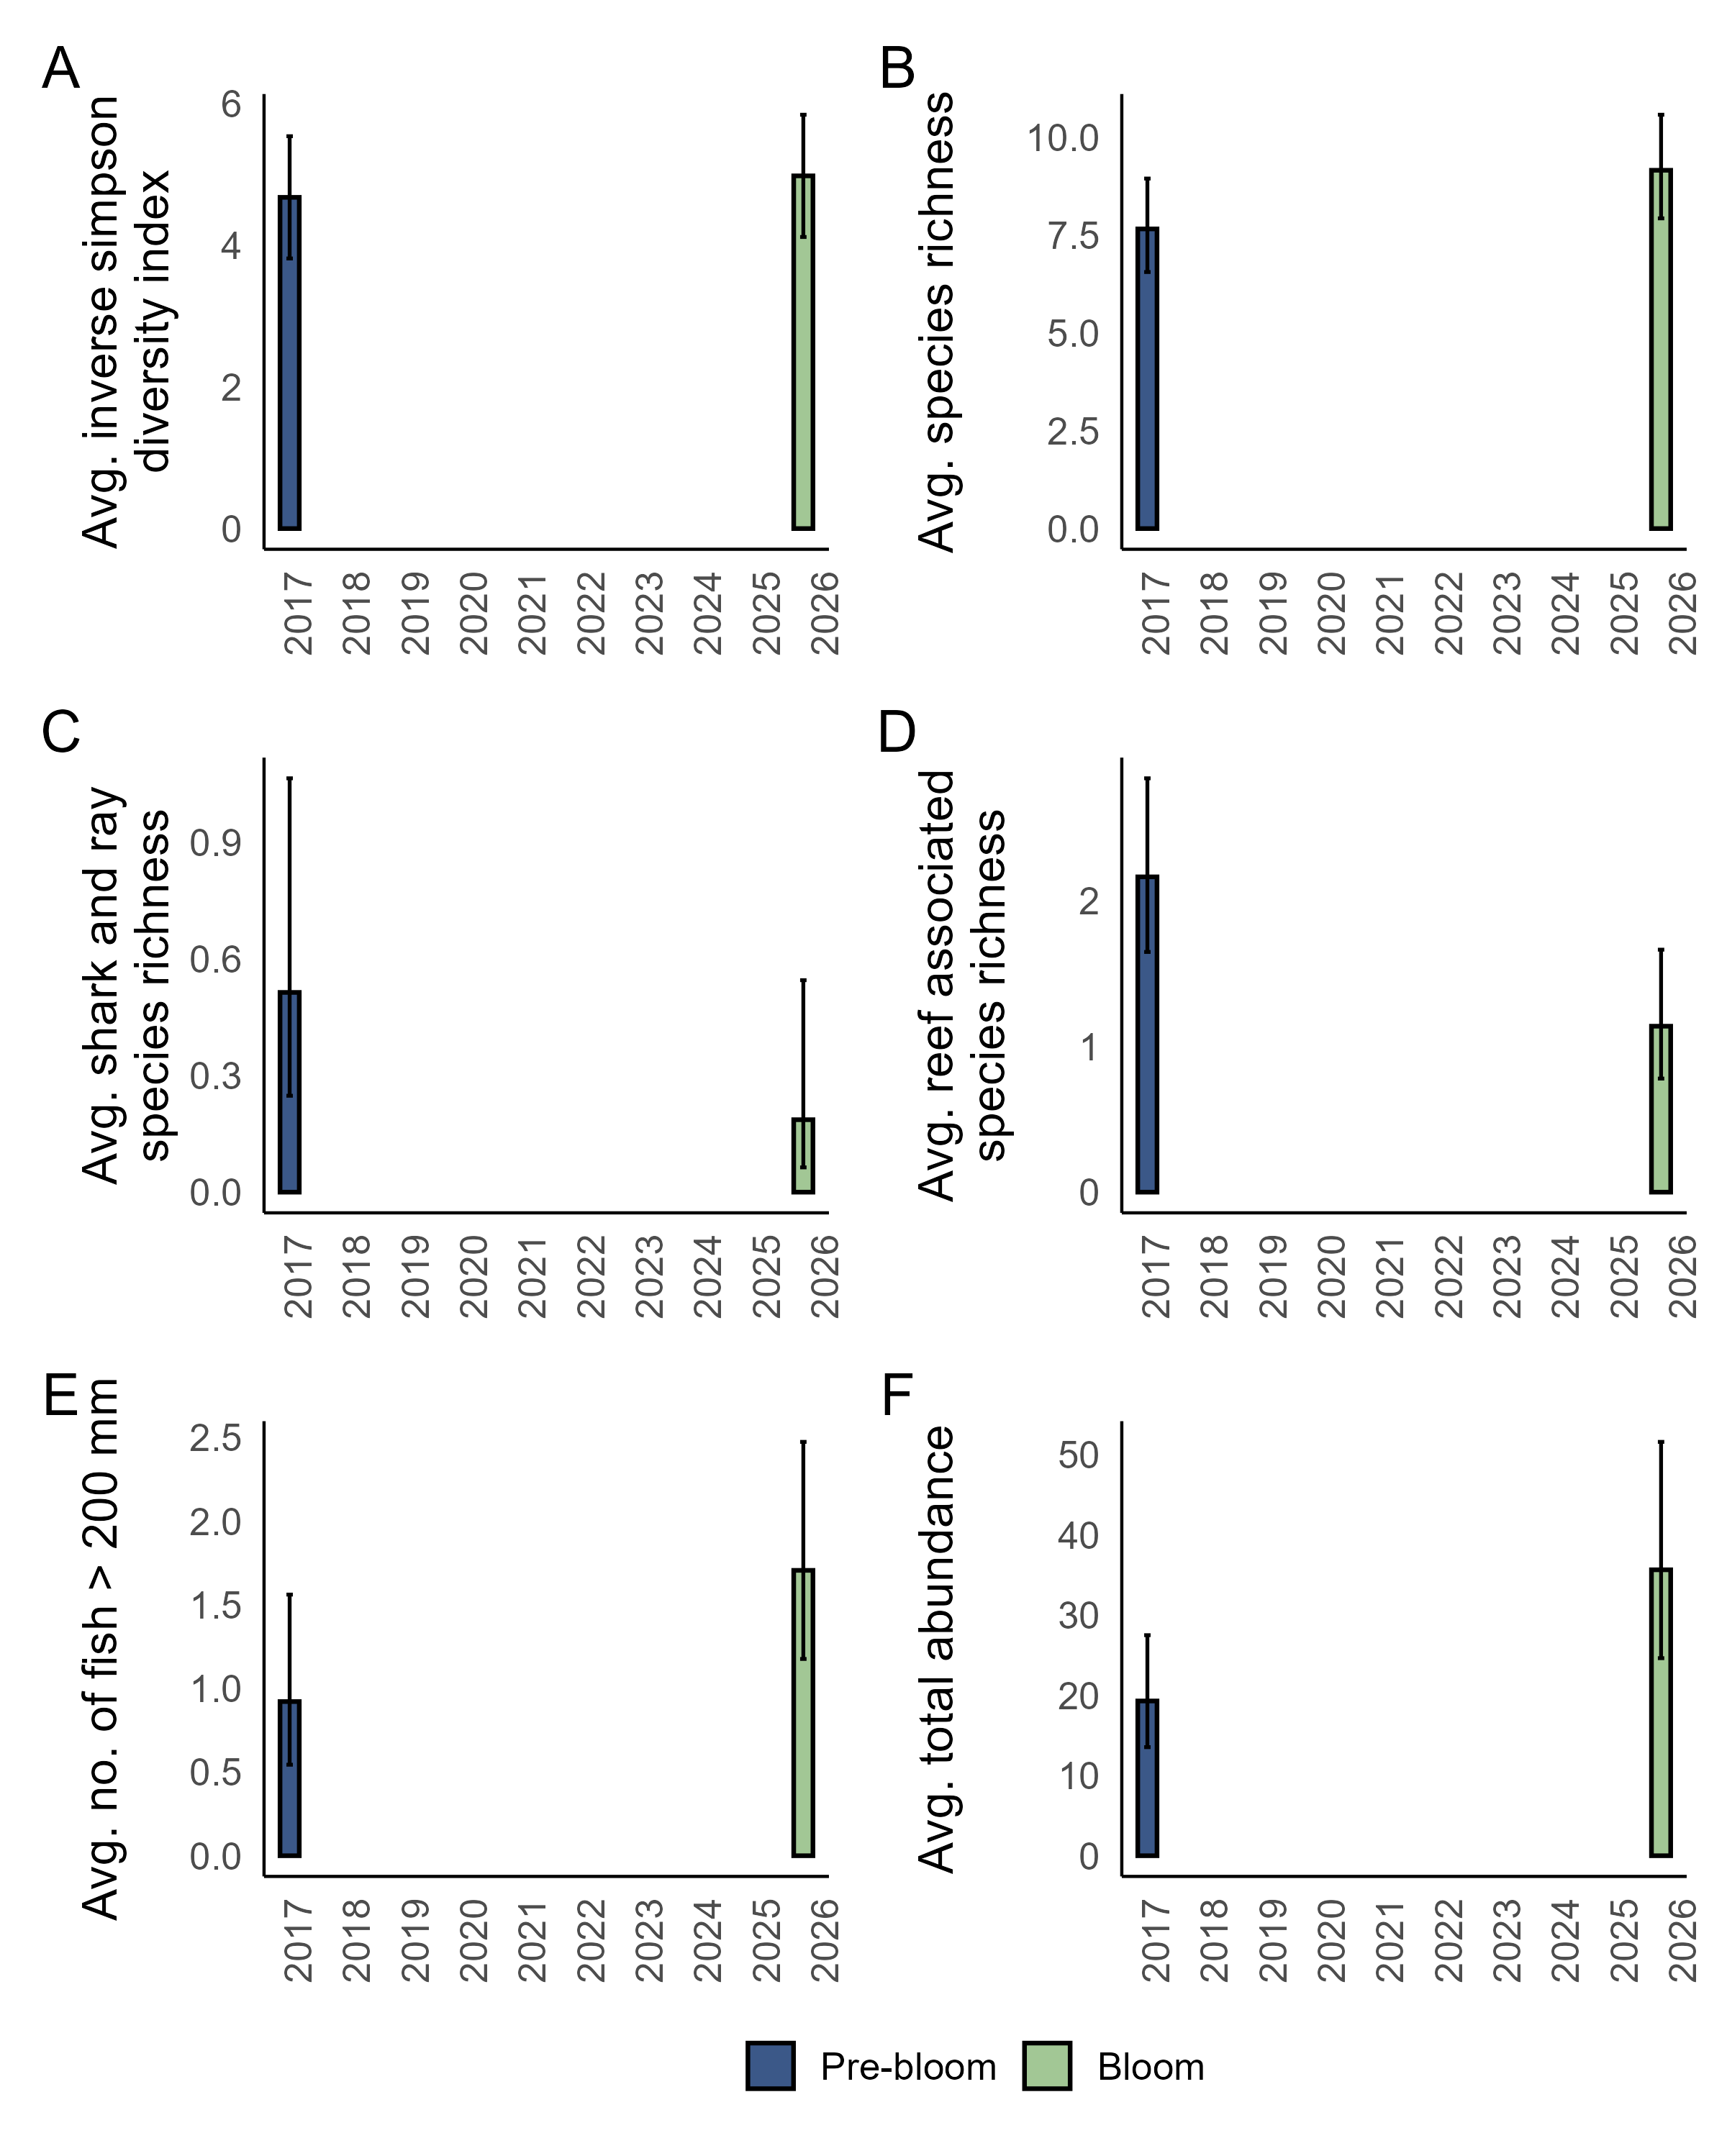 A
Avg. inverse simpson
diversity index
6
4
2
0
2017 2018 2019 2020 2021 2022 2023 2024 2025 2026
B
Avg. species richness
10.0
7.5
5.0
2.5
0.0
2017 2018 2019 2020 2021 2022 2023 2024 2025 2026
C
Avg. shark and ray
species richness
0.9
0.6
0.3
0.0
2017 2018 2019 2020 2021 2022 2023 2024 2025 2026
D
Avg. reef associated
species richness
2
1
0
2017 2018 2019 2020 2021 2022 2023 2024 2025 2026
E
Avg. no. of fish > 200 mm
2.5
2.0
1.5
1.0
0.5
0.0
2017 2018 2019 2020 2021 2022 2023 2024 2025 2026
F
Avg. total abundance
50
40
30
20
10
0
2017 2018 2019 2020 2021 2022 2023 2024 2025 2026
Pre-bloom Bloom